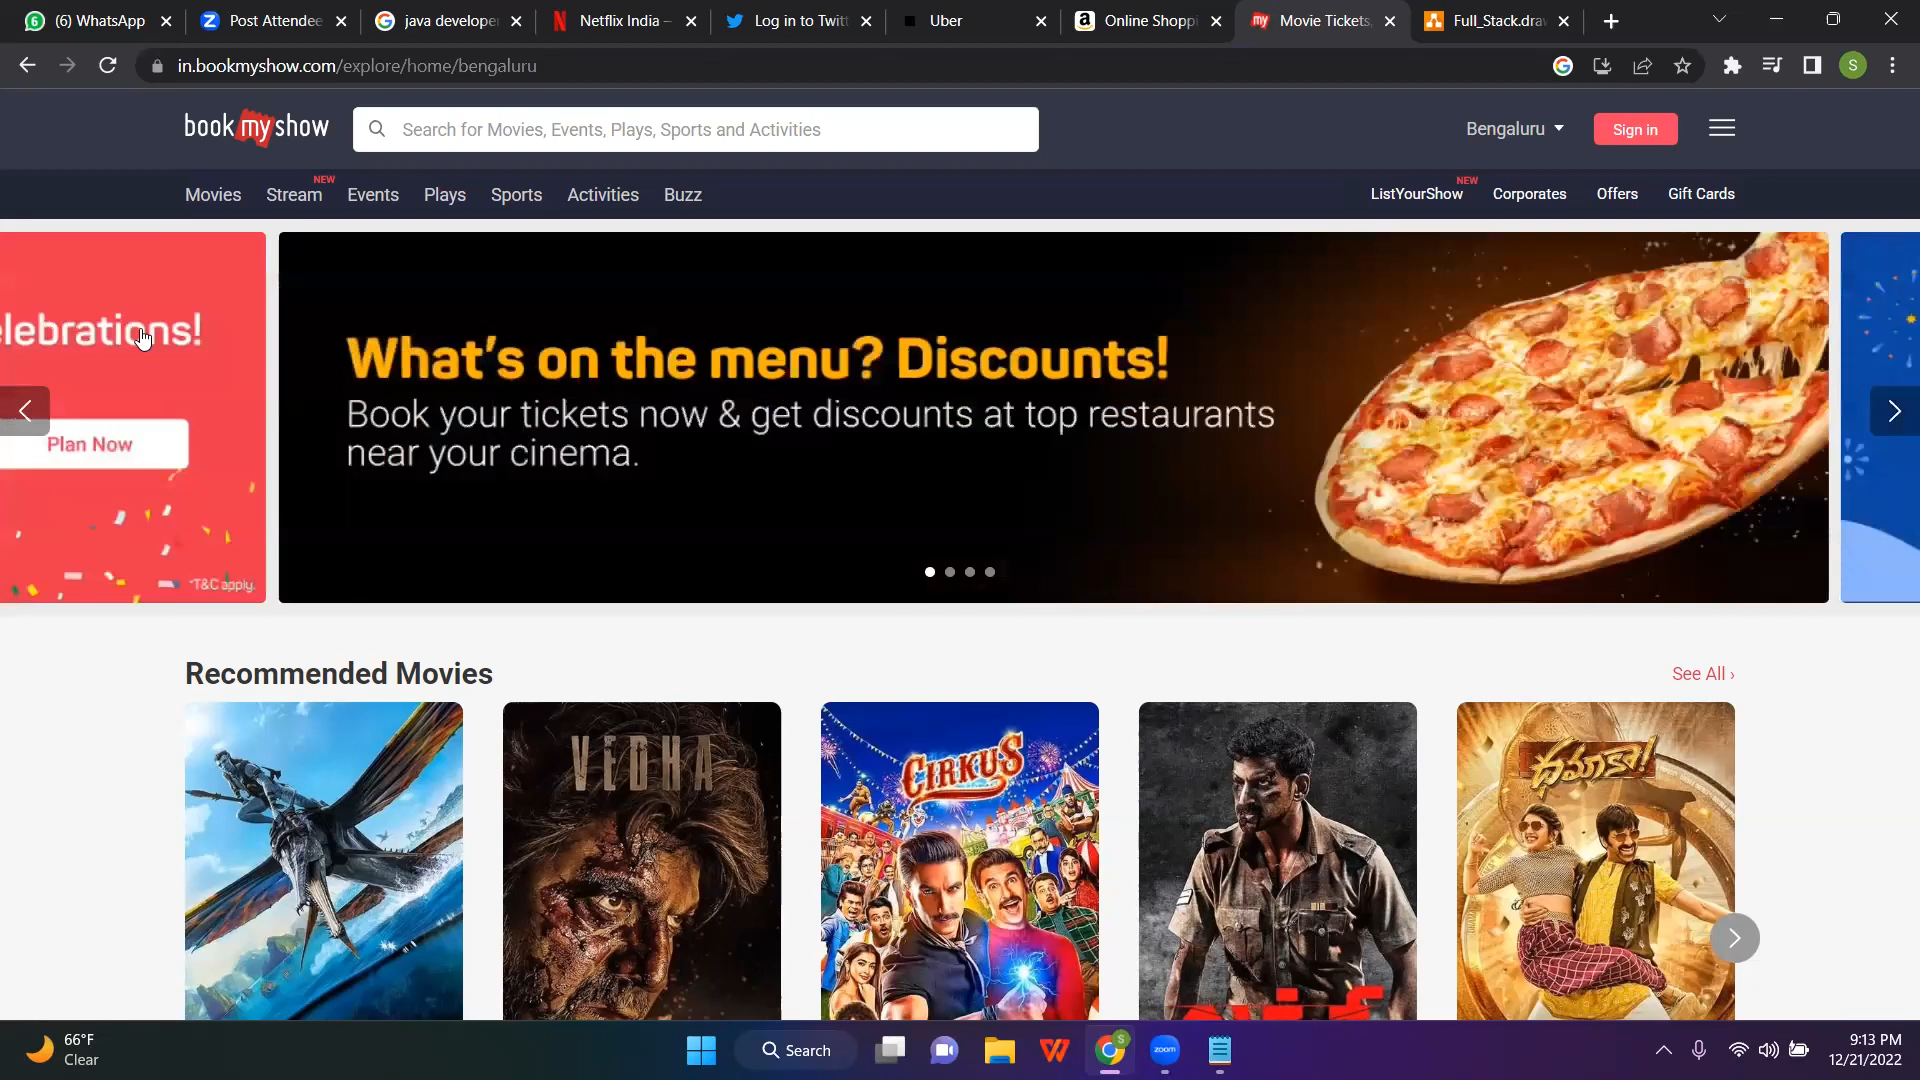 (6) WhatsApp
Post Attendee
java develope
Netflix India –
Log in to Twitt
Uber
Online Shoppi
Movie Tickets,
Full_Stack.dra
in.bookmyshow.com/explore/home/bengaluru
S
book my show
Search for Movies, Events, Plays, Sports and Activities
Bengaluru
Sign in
Movies
Stream
NEW
Events
Plays
Sports
Activities
Buzz
ListYourShow
NEW
Corporates
Offers
Gift Cards
elebrations!
Plan Now
*T&C apply.
What's on the menu? Discounts!
Book your tickets now & get discounts at top restaurants
near your cinema.
Recommended Movies
See All ›
VEDHA
CIRKUS
ధమాకా!
66°F
Clear
Search
zoom
9:13 PM
12/21/2022